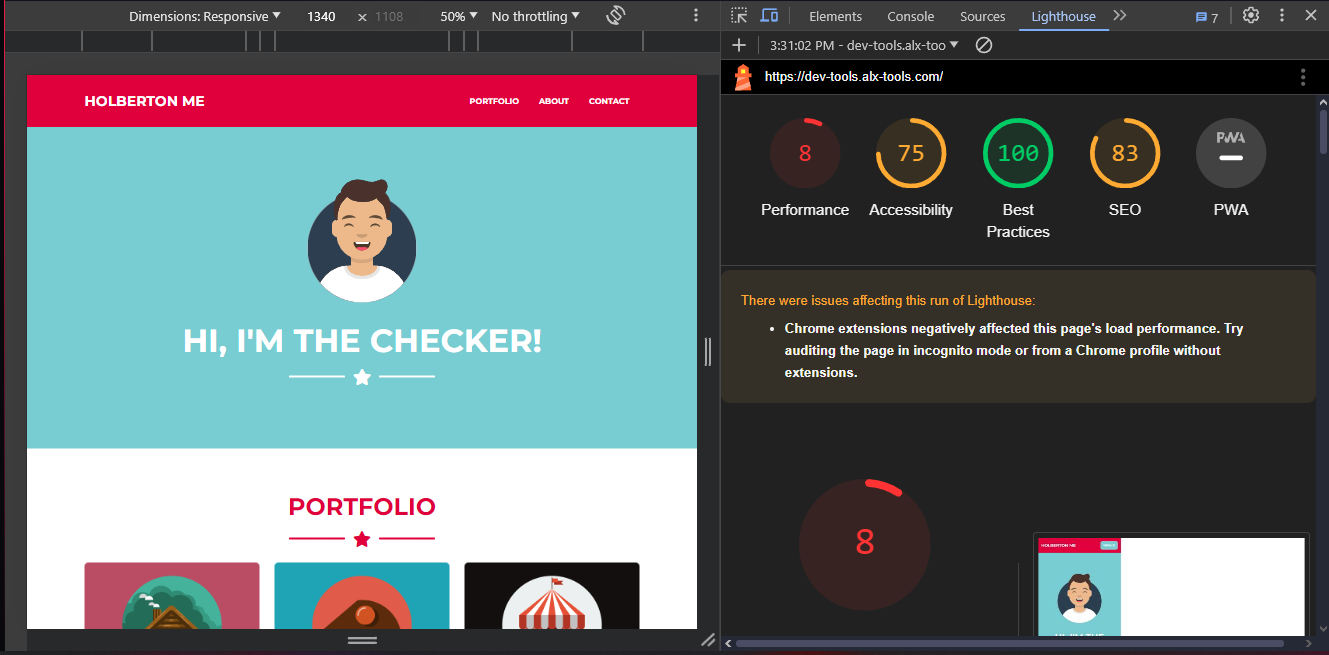 Dimensions: Responsive 1340 x 1108 50% No throttling
Elements Console Sources Lighthouse 7
3:31:02 PM - dev-tools.alx-too
https://dev-tools.alx-tools.com/
HOLBERTON ME PORTFOLIO ABOUT CONTACT
HI, I'M THE CHECKER!
PORTFOLIO
8 75 100 83 PWA
Performance Accessibility Best Practices SEO PWA
There were issues affecting this run of Lighthouse:
Chrome extensions negatively affected this page's load performance. Try
auditing the page in incognito mode or from a Chrome profile without
extensions.
8
HOLBERTON ME